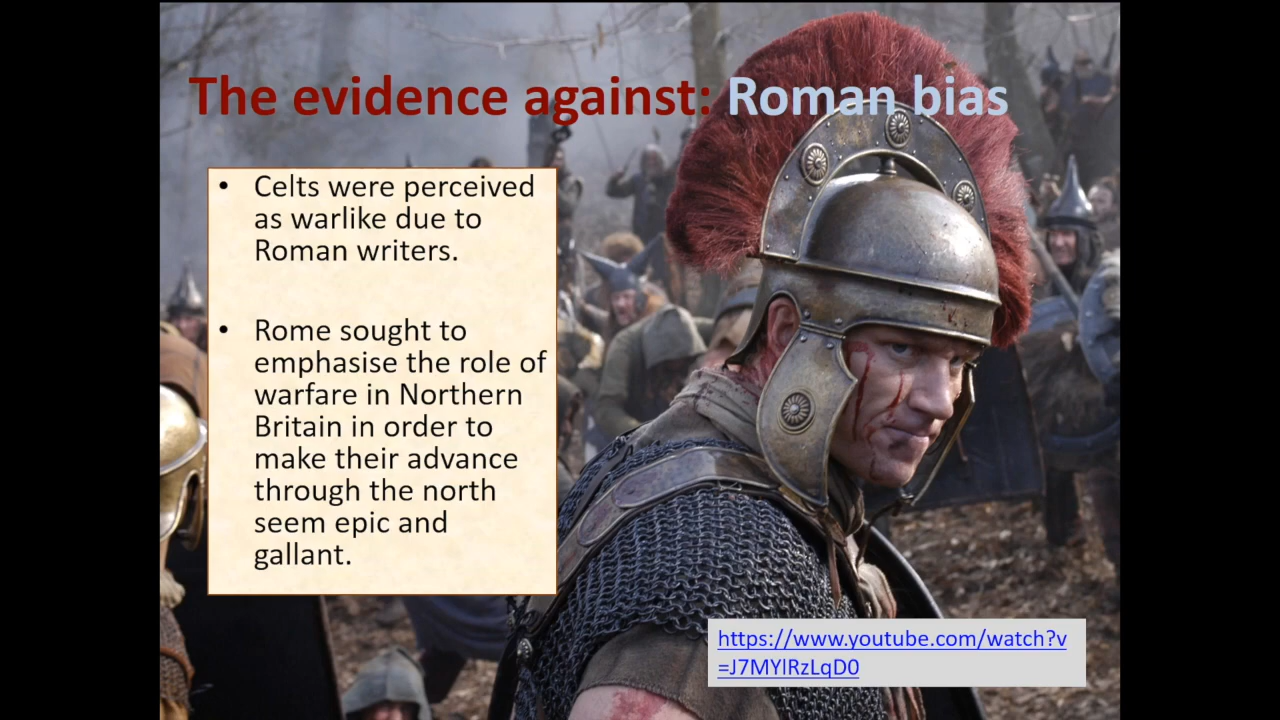 The evidence against: Roman bias
• Celts were perceived
as warlike due to
Roman writers.
• Rome sought to
emphasise the role of
warfare in Northern
Britain in order to
make their advance
through the north
seem epic and
gallant.
https://www.youtube.com/watch?v
=J7MYlRzLqD0